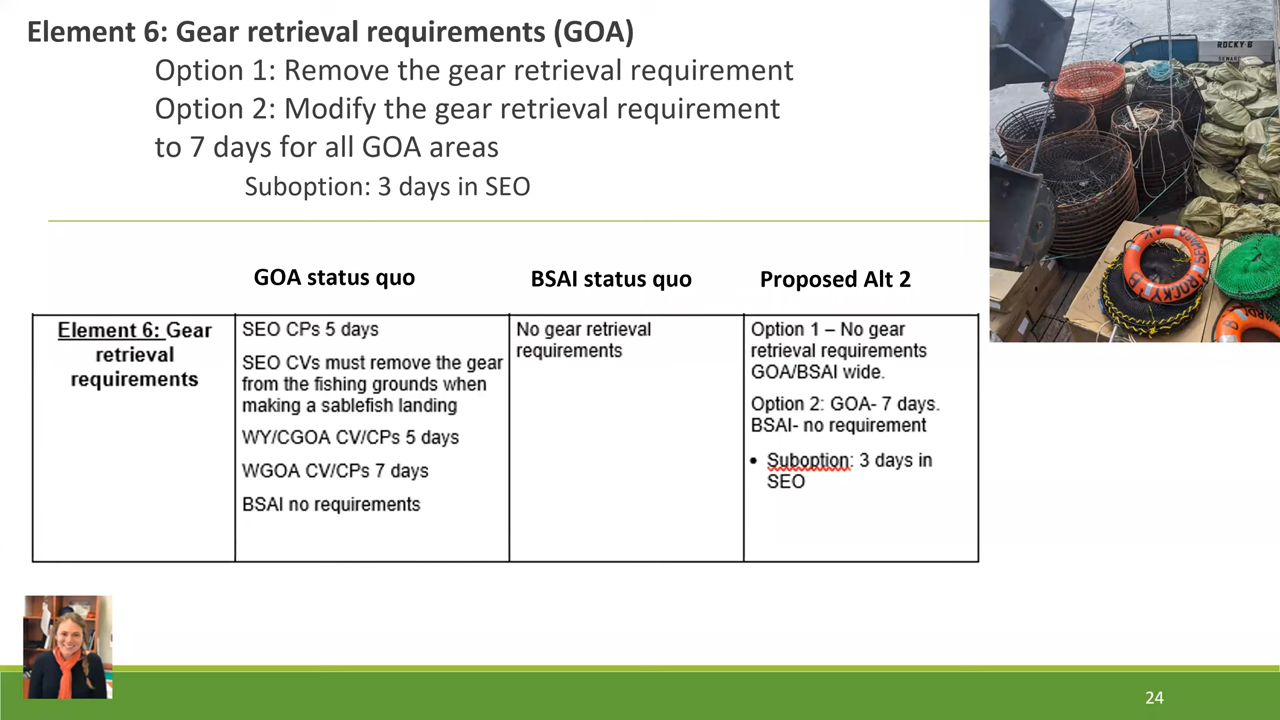 Element 6: Gear retrieval requirements (GOA)
Option 1: Remove the gear retrieval requirement
Option 2: Modify the gear retrieval requirement
to 7 days for all GOA areas
Suboption: 3 days in SEO
ROCKY B
SEWARD
GOA status quo
BSAI status quo
Proposed Alt 2
Element 6: Gear
retrieval
requirements
SEO CPs 5 days
SEO CVs must remove the gear
from the fishing grounds when
making a sablefish landing
WY/CGOA CV/CPs 5 days
WGOA CV/CPs 7 days
BSAI no requirements
No gear retrieval
requirements
Option 1 – No gear
retrieval requirements
GOA/BSAI wide.
Option 2: GOA- 7 days.
BSAI- no requirement
• Suboption: 3 days in
SEO
SEWARD AK
ROCKY B
24